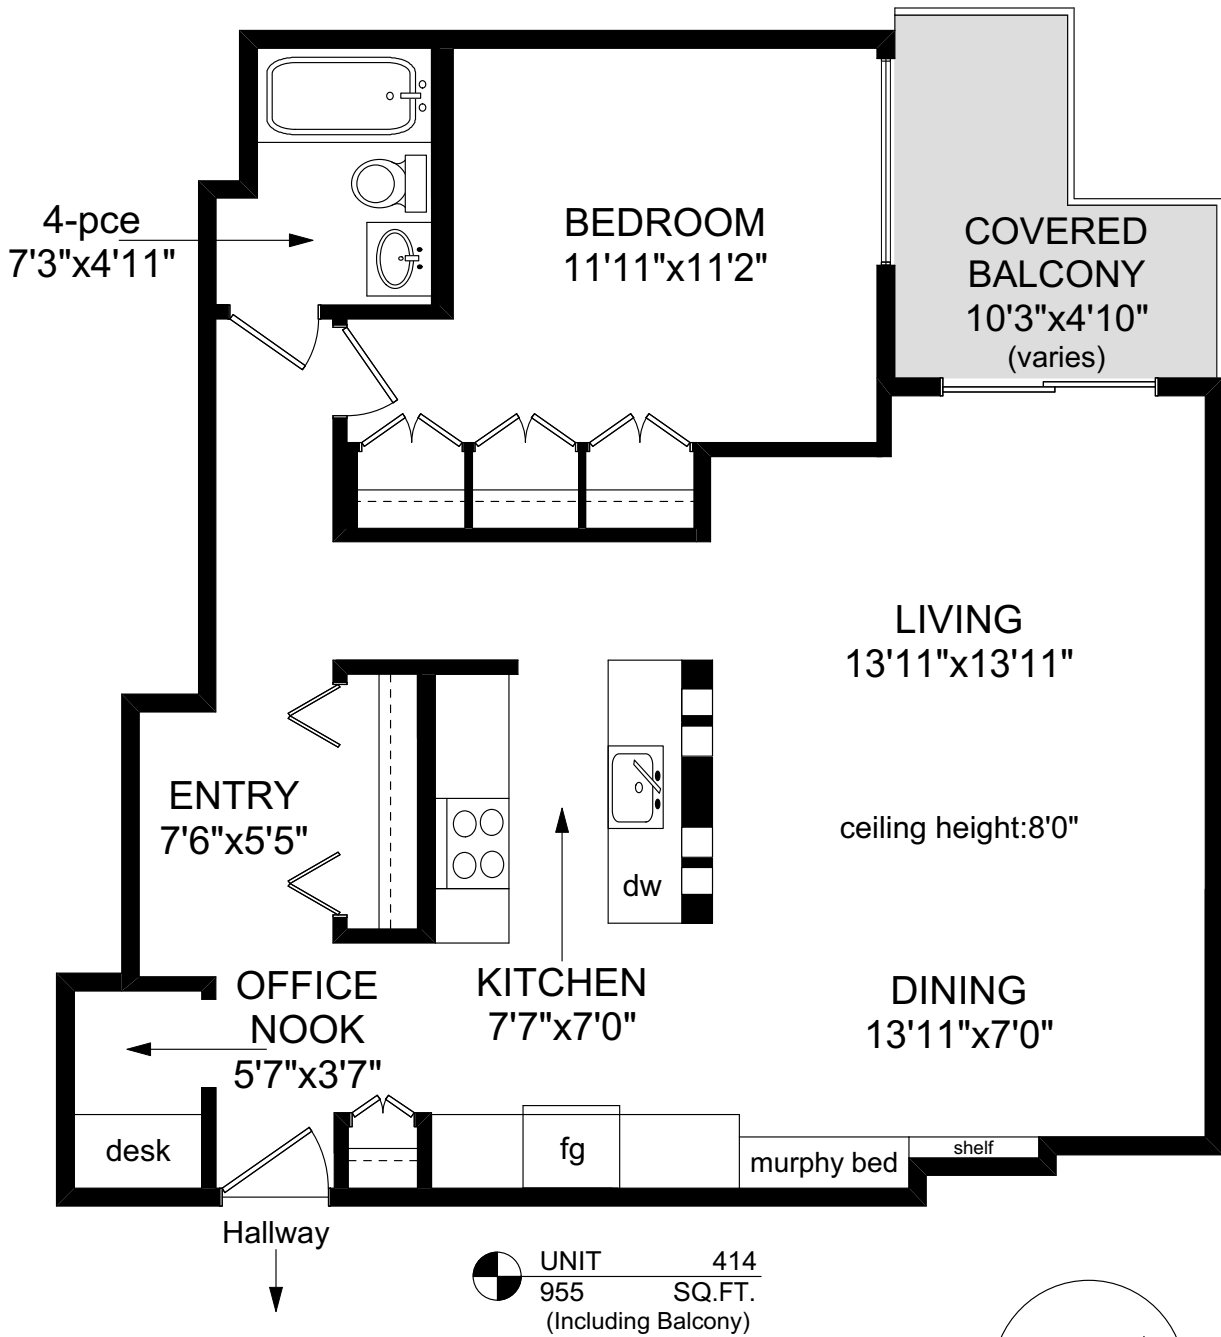 4-pce
7'3"x4'11"
BEDROOM
11'11"x11'2"
COVERED
BALCONY
10'3"x4'10"
(varies)
LIVING
13'11"x13'11"
ENTRY
7'6"x5'5"
ceiling height:8'0"
dw
OFFICE
NOOK
5'7"x3'7"
KITCHEN
7'7"x7'0"
DINING
13'11"x7'0"
desk
fg
murphy bed
shelf
Hallway
UNIT 414
955 SQ.FT.
(Including Balcony)